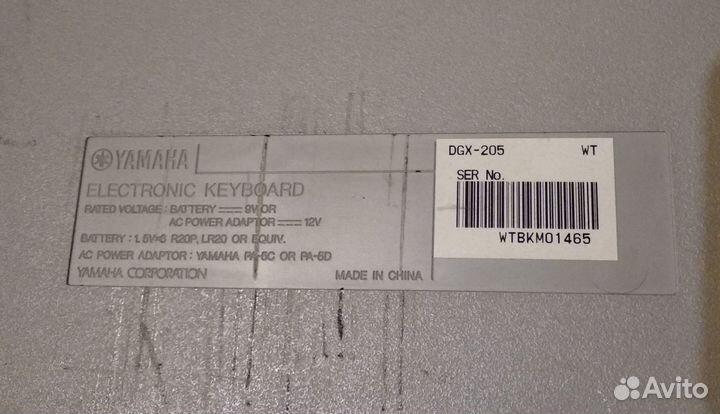 YAMAHA
ELECTRONIC KEYBOARD
RATED VOLTAGE : BATTERY ⎓ 9V OR
AC POWER ADAPTOR ⎓ 12V
BATTERY : 1.5V×6 R20P, LR20 OR EQUIV.
AC POWER ADAPTOR : YAMAHA PA-5C OR PA-5D
YAMAHA CORPORATION
MADE IN CHINA
DGX-205 WT
SER No.
WTBKM01465
Avito